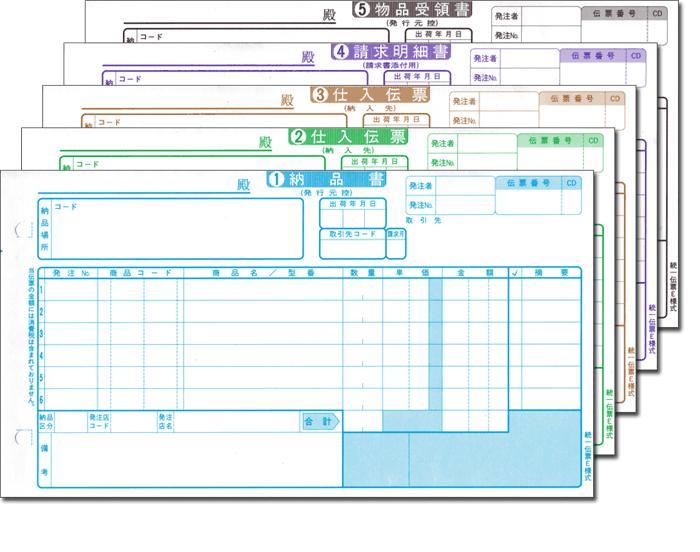 殿
⑤物品受領書
(発行元控)
発注者
伝票番号 CD
納 コード
出荷年月日
発注No.
殿
④請求明細書
(請求書添付用)
発注者
伝票番号 CD
納 コード
出荷年月日
発注No.
殿
③仕入伝票
(納入先)
発注者
伝票番号 CD
納 コード
出荷年月日
発注No.
殿
②仕入伝票
(納入先)
発注者
伝票番号 CD
納 コード
出荷年月日
発注No.
殿
①納品書
(発行元控)
発注者
伝票番号 CD
納品場所
コード
出荷年月日
発注No.
取引先コード 請求月
取引先
発注No. 商品コード 商品名/型番 数量 単価 金額 √ 摘要
1
2
3
4
5
6
納品区分
発注店コード
発注店名
合計
備考
当伝票の金額には消費税は含まれておりません。
統一伝票E様式
統一伝票E様式
統一伝票E様式
統一伝票E様式
統一伝票E様式